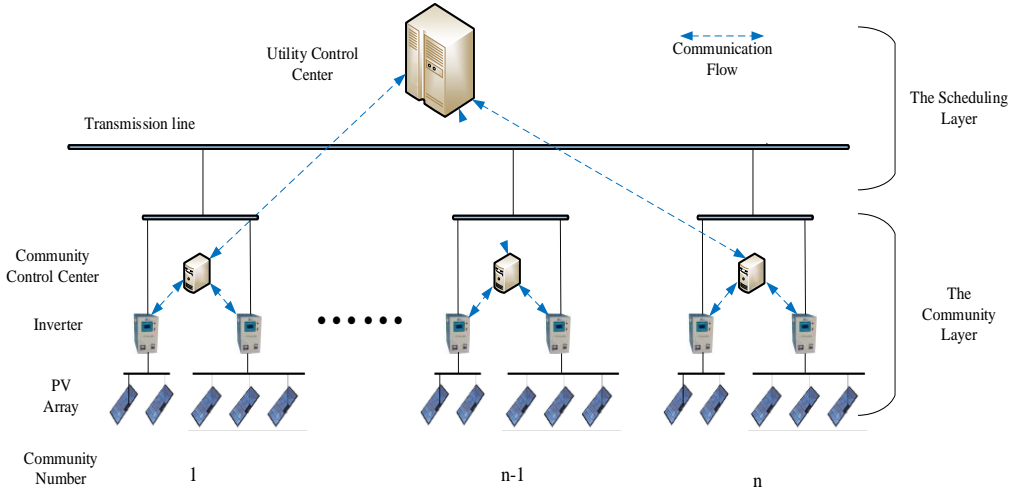 Utility Control
Center
Communication
Flow
The Scheduling
Layer
Transmission line
Community
Control Center
Inverter
The
Community
Layer
PV
Array
Community
Number
1
n-1
n